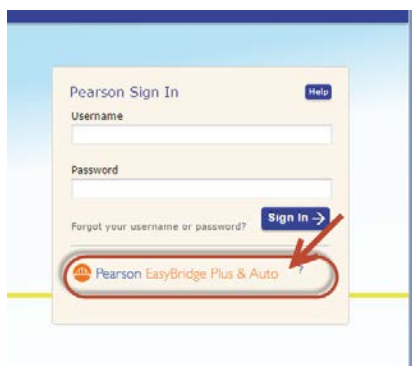 Pearson Sign In Help
Username
Password
Forgot your username or password? Sign In →
Pearson EasyBridge Plus & Auto ?